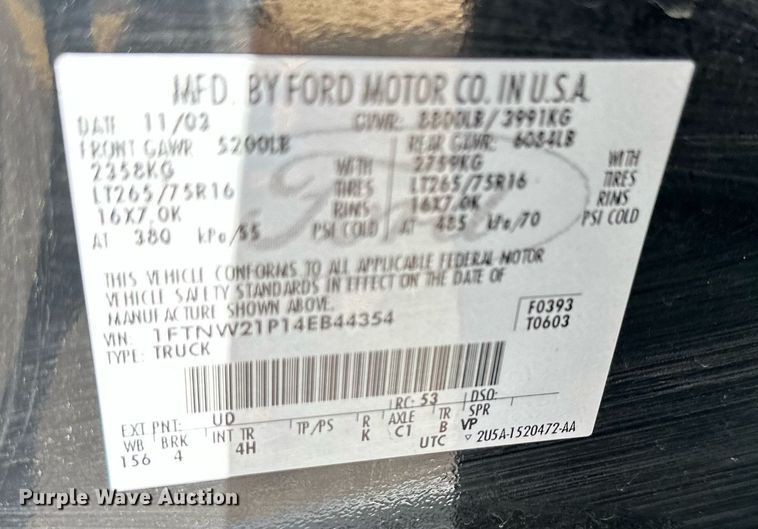 MFD. BY FORD MOTOR CO. IN U.S.A.
DATE 11/03 GVWR: 8800LB/3991KG
FRONT GAWR 5200LB REAR GAWR: 6084LB
2358KG WITH 2759KG WITH
LT265/75R16 TIRES LT265/75R16 TIRES
16X7.0K RIMS 16X7.0K RIMS
AT 380 kPa/55 PSI COLD AT 485 kPa/70 PSI COLD
Ford
THIS VEHICLE CONFORMS TO ALL APPLICABLE FEDERAL MOTOR
VEHICLE SAFETY STANDARDS IN EFFECT ON THE DATE OF
MANUFACTURE SHOWN ABOVE.
VIN: 1FTNW21P14EB44354 F0393
TYPE: TRUCK T0603
EXT PNT: UD RC: 53 DSO:
WB BRK INT TR TP/PS R AXLE TR SPR
156 4 4H K C1 B VP
UTC ▽ 2U5A-1520472-AA
Purple Wave Auction